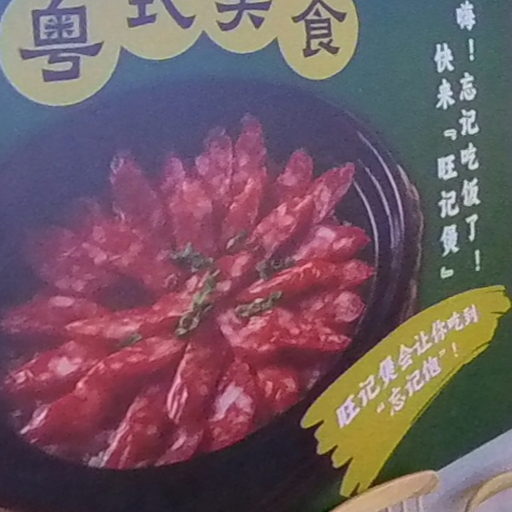 粤式美食
嗨！忘记吃饭了！
快来『旺记煲』
旺记煲会让你吃到
“忘记饱”！